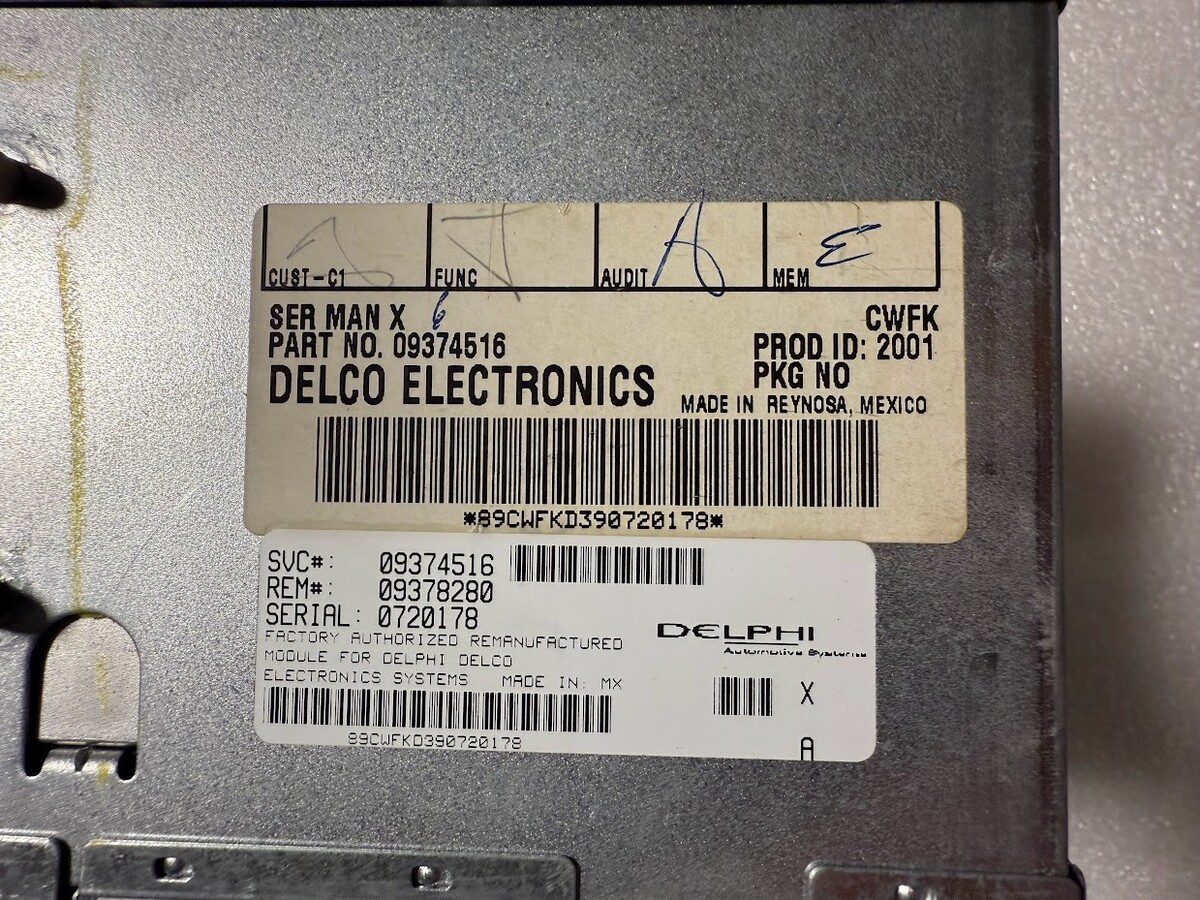 CUST-C1 FUNC AUDIT A MEM E
SER MAN X 6 CWFK
PART NO. 09374516 PROD ID: 2001
DELCO ELECTRONICS PKG NO
MADE IN REYNOSA, MEXICO
*89CWFKD390720178*
SVC#: 09374516
REM#: 09378280
SERIAL: 0720178
FACTORY AUTHORIZED REMANUFACTURED
MODULE FOR DELPHI DELCO
ELECTRONICS SYSTEMS MADE IN: MX
89CWFKD390720178
DELPHI
Automotive Systems
X
A